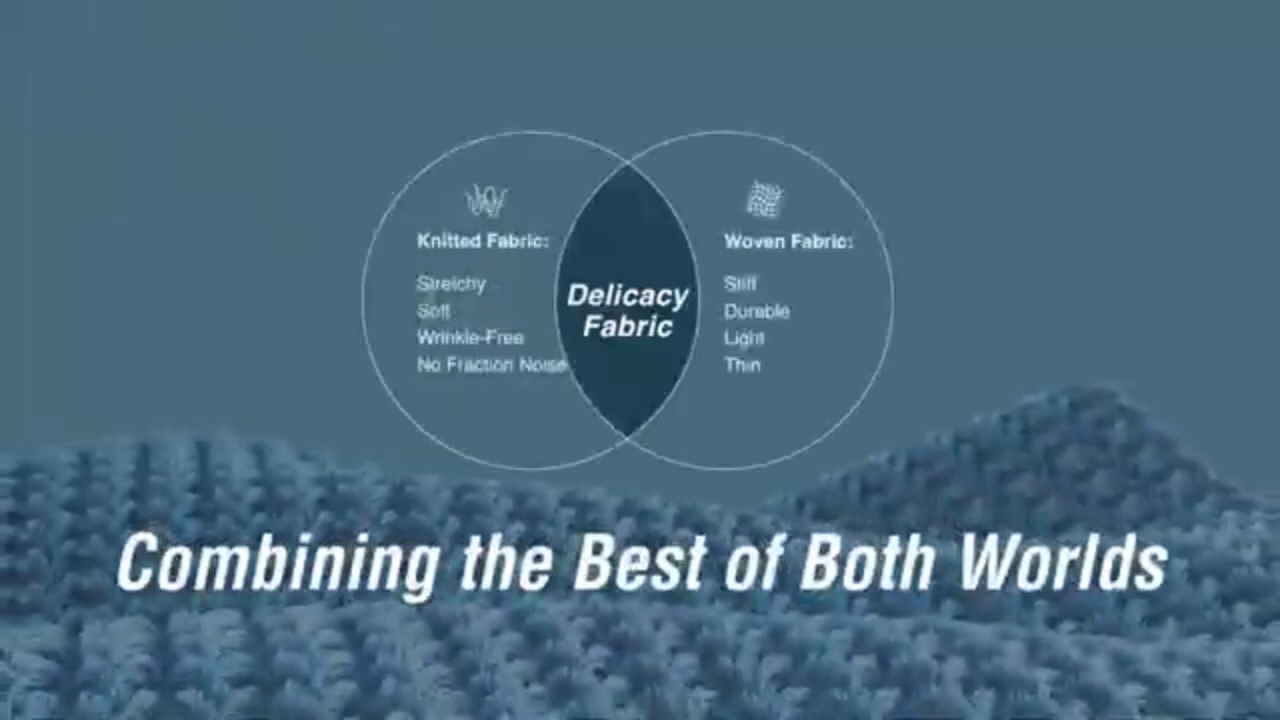 Knitted Fabric:
Stretchy
Soft
Wrinkle-Free
No Fraction Noise
Delicacy
Fabric
Woven Fabric:
Stiff
Durable
Light
Thin
Combining the Best of Both Worlds